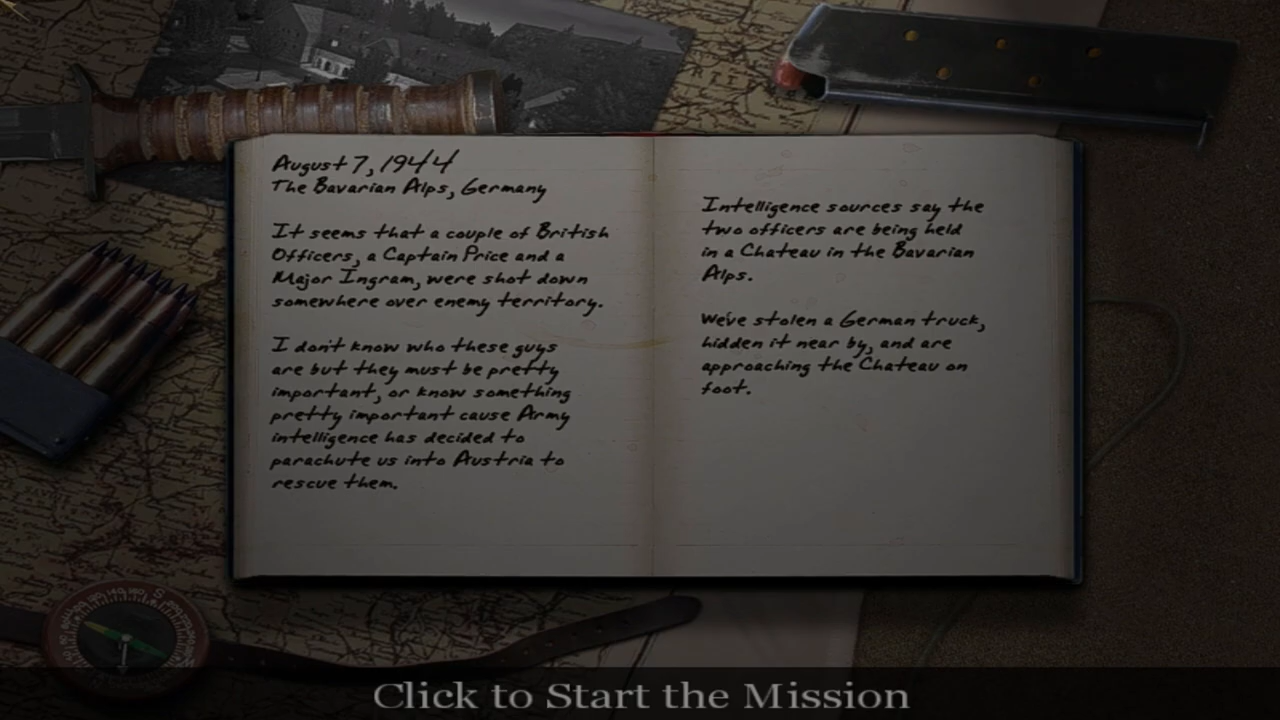 August 7, 1944
The Bavarian Alps, Germany
It seems that a couple of British
Officers, a Captain Price and a
Major Ingram, were shot down
somewhere over enemy territory.
I don't know who these guys
are but they must be pretty
important, or know something
pretty important cause Army
intelligence has decided to
parachute us into Austria to
rescue them.
Intelligence sources say the
two officers are being held
in a Chateau in the Bavarian
Alps.
We've stolen a German truck,
hidden it near by, and are
approaching the Chateau on
foot.
Click to Start the Mission